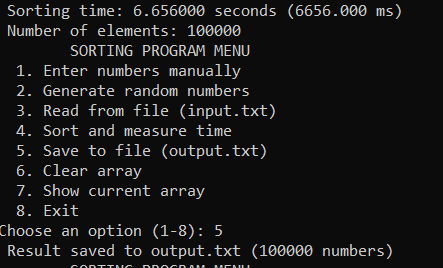 Sorting time: 6.656000 seconds (6656.000 ms)
Number of elements: 100000
SORTING PROGRAM MENU
1. Enter numbers manually
2. Generate random numbers
3. Read from file (input.txt)
4. Sort and measure time
5. Save to file (output.txt)
6. Clear array
7. Show current array
8. Exit
Choose an option (1-8): 5
Result saved to output.txt (100000 numbers)
SORTING PROGRAM MENU